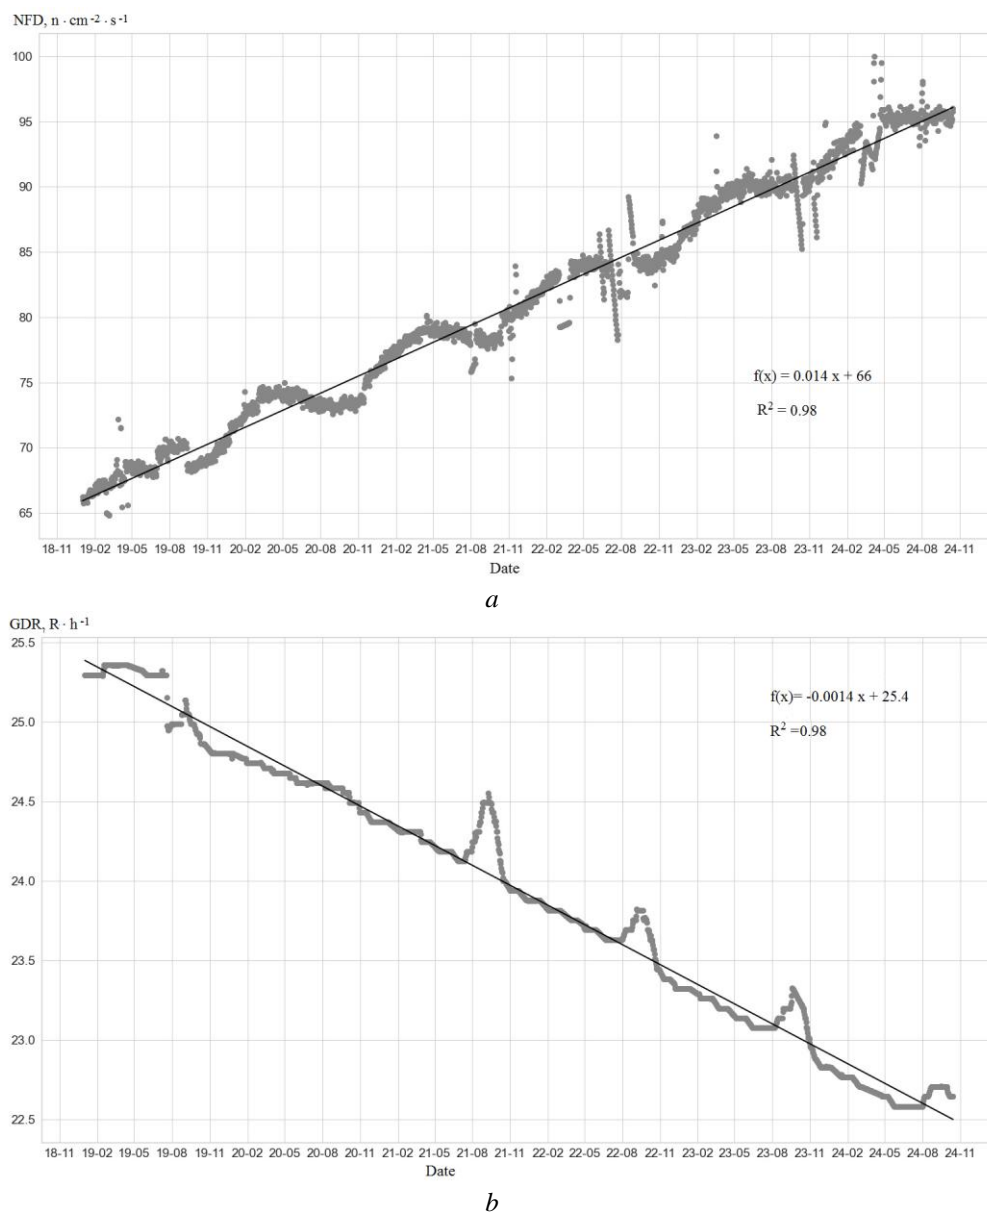 NFD, n · cm⁻² · s⁻¹
100
95
90
85
80
75
70
65
f(x) = 0.014 x + 66
R² = 0.98
18-11 19-02 19-05 19-08 19-11 20-02 20-05 20-08 20-11 21-02 21-05 21-08 21-11 22-02 22-05 22-08 22-11 23-02 23-05 23-08 23-11 24-02 24-05 24-08 24-11
Date
a
GDR, R · h⁻¹
25.5
25.0
24.5
24.0
23.5
23.0
22.5
f(x)= -0.0014 x + 25.4
R² =0.98
18-11 19-02 19-05 19-08 19-11 20-02 20-05 20-08 20-11 21-02 21-05 21-08 21-11 22-02 22-05 22-08 22-11 23-02 23-05 23-08 23-11 24-02 24-05 24-08 24-11
Date
b